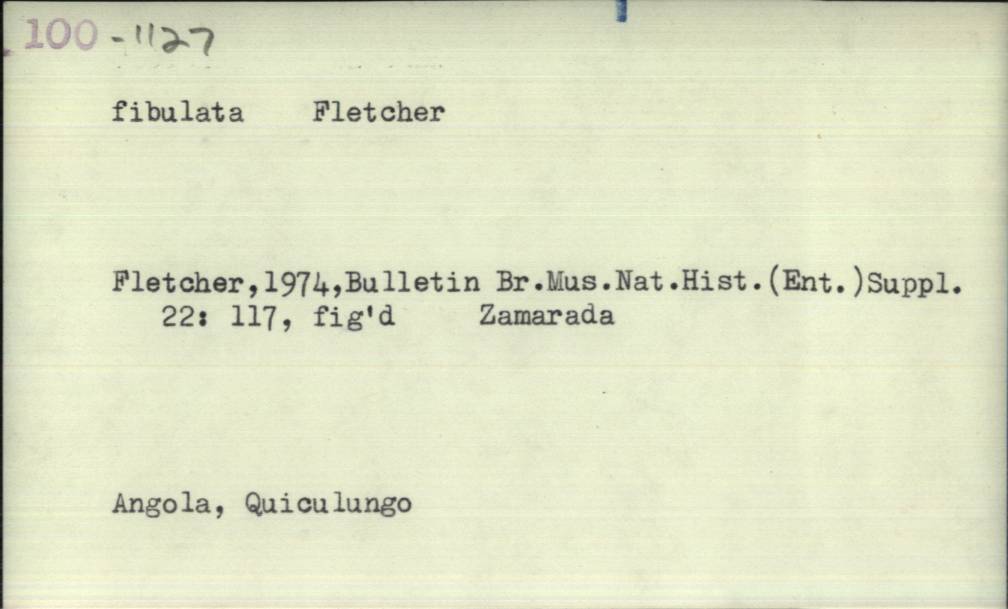 100-1127
fibulata Fletcher
Fletcher,1974,Bulletin Br.Mus.Nat.Hist.(Ent.)Suppl.
22: 117, fig'd Zamarada
Angola, Quiculungo